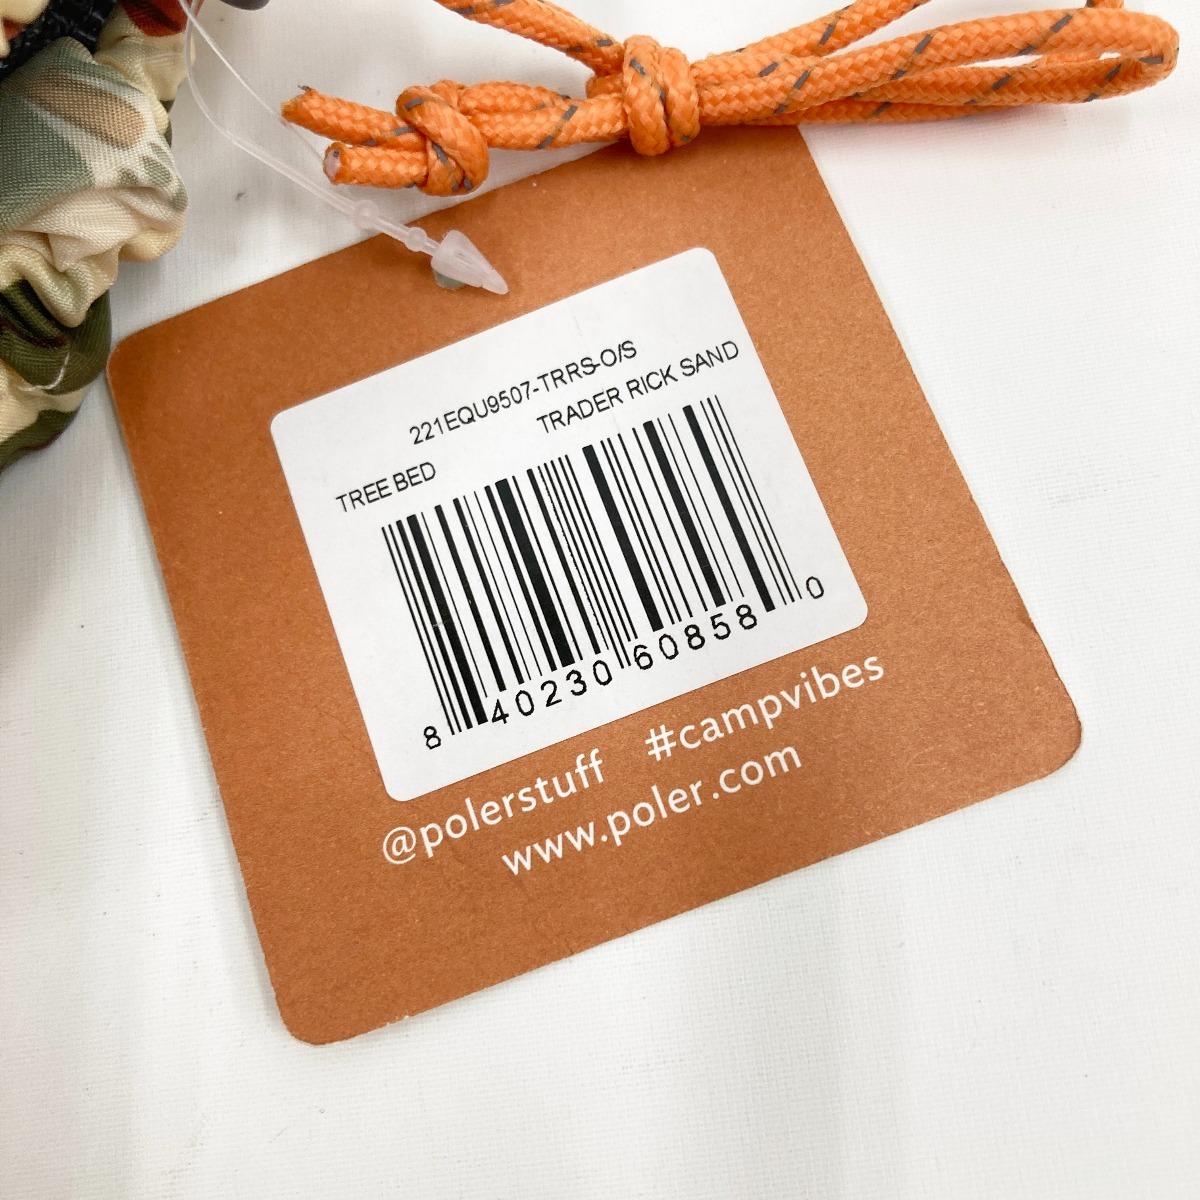 221EQU9507-TRRS-O/S
TRADER RICK SAND
TREE BED
8 40230 60858 0
@polerstuff #campvibes
www.poler.com